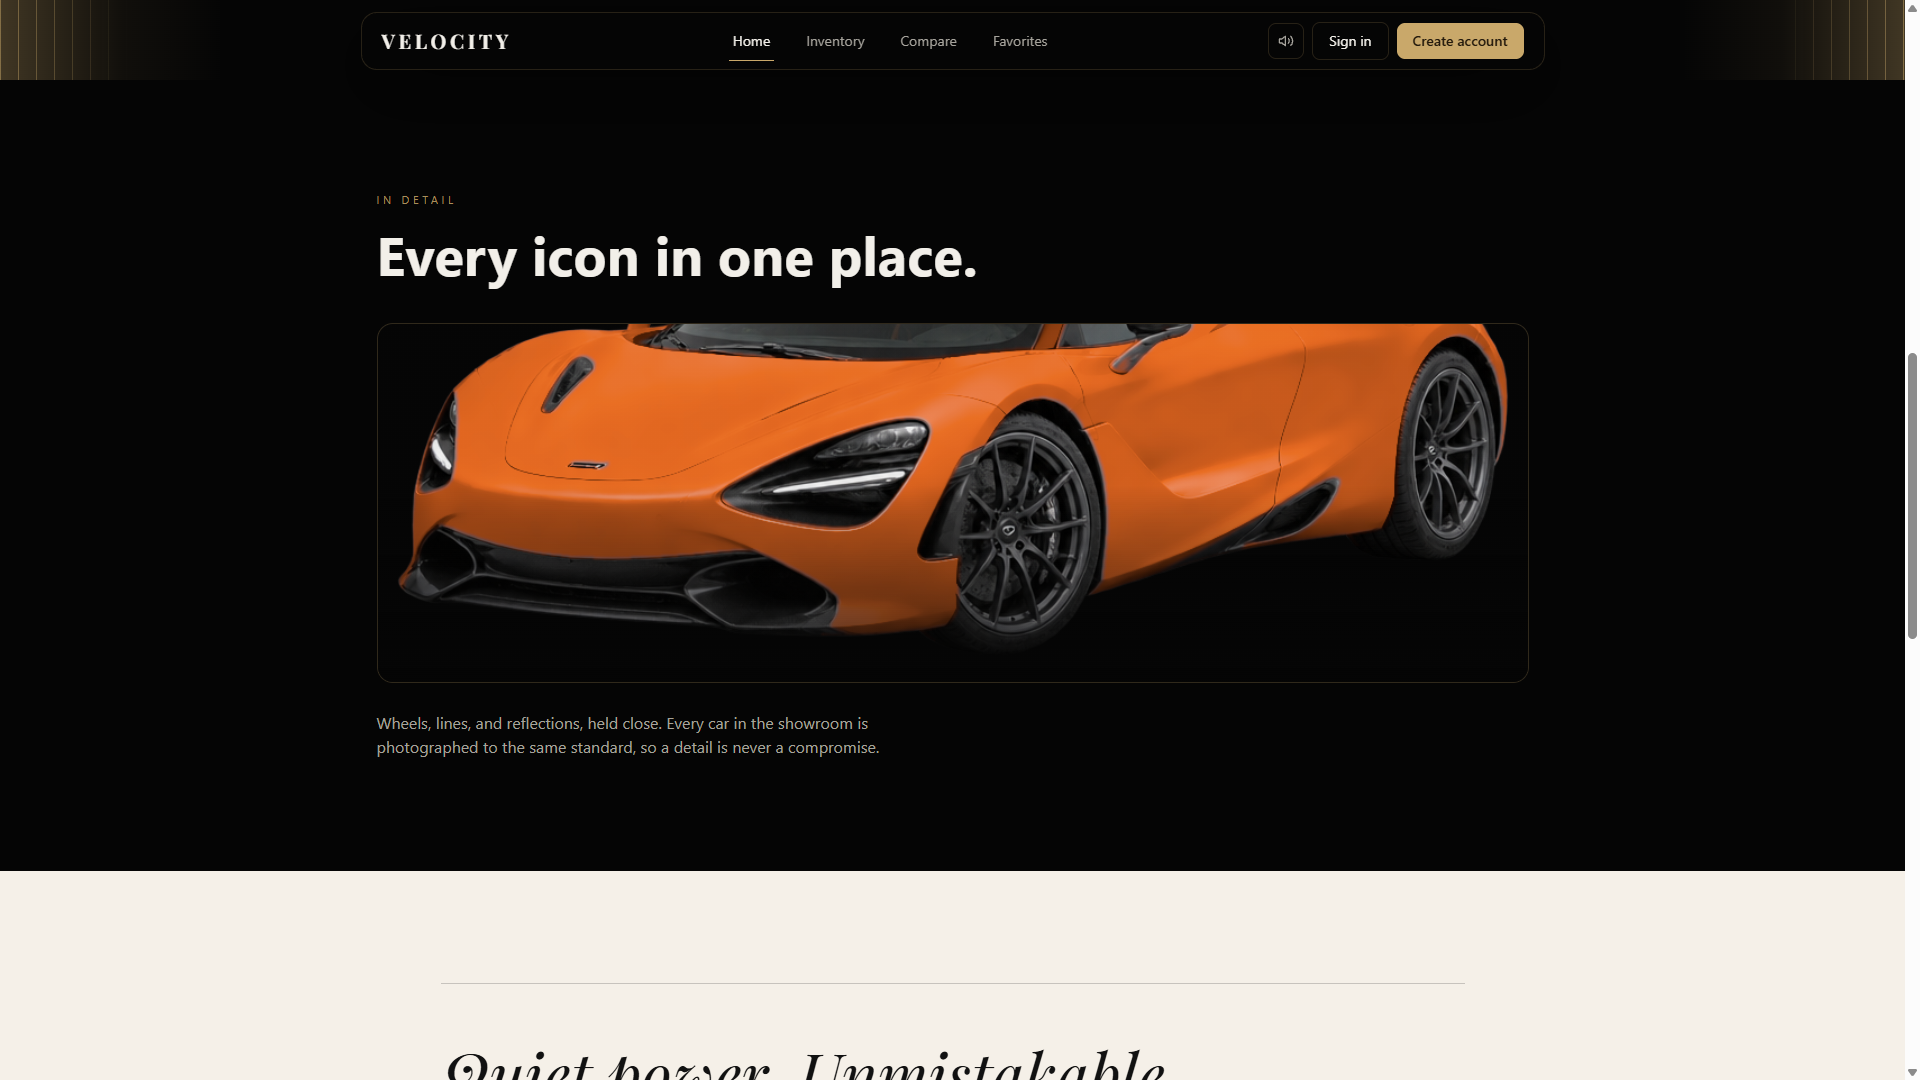 VELOCITY
Home
Inventory
Compare
Favorites
Sign in
Create account
IN DETAIL
Every icon in one place.
Wheels, lines, and reflections, held close. Every car in the showroom is
photographed to the same standard, so a detail is never a compromise.
Quiet power. Unmistakable